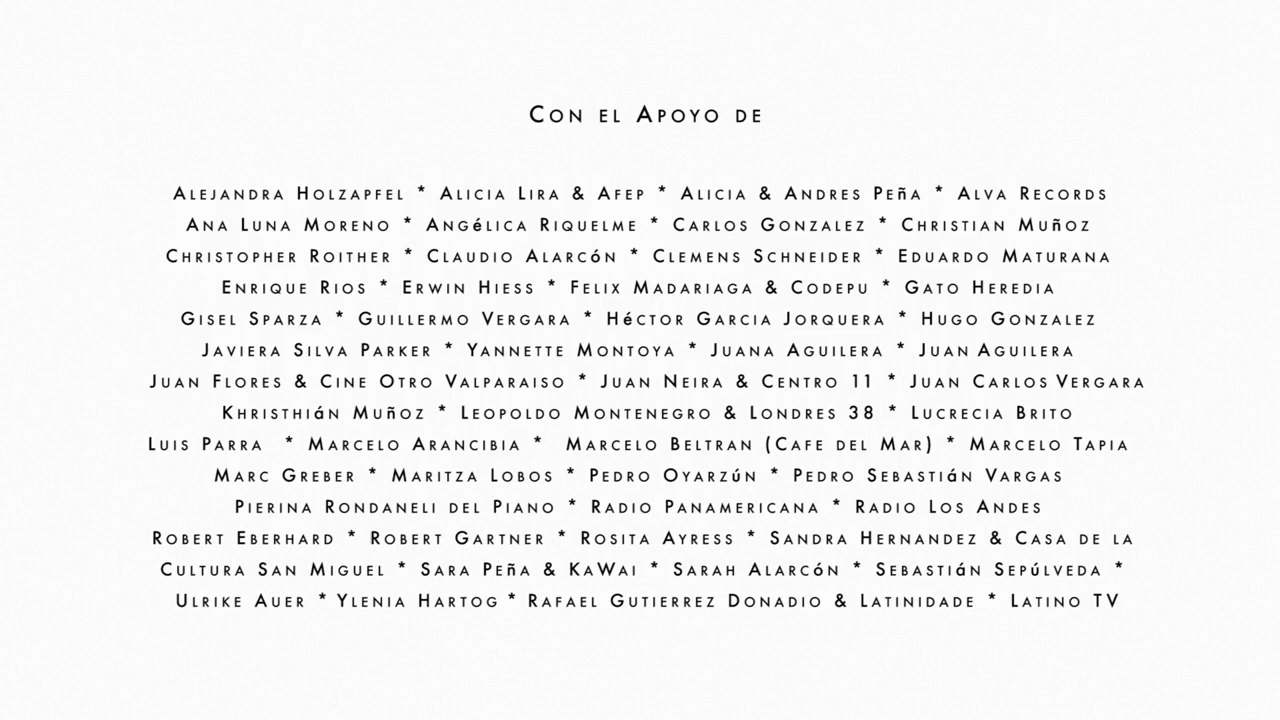 Con el Apoyo de
Alejandra Holzapfel * Alicia Lira & Afep * Alicia & Andres Peña * Alva Records
Ana Luna Moreno * Angélica Riquelme * Carlos Gonzalez * Christian Muñoz
Christopher Roither * Claudio Alarcón * Clemens Schneider * Eduardo Maturana
Enrique Rios * Erwin Hiess * Felix Madariaga & Codepu * Gato Heredia
Gisel Sparza * Guillermo Vergara * Héctor Garcia Jorquera * Hugo Gonzalez
Javiera Silva Parker * Yannette Montoya * Juana Aguilera * Juan Aguilera
Juan Flores & Cine Otro Valparaiso * Juan Neira & Centro 11 * Juan Carlos Vergara
Khristhián Muñoz * Leopoldo Montenegro & Londres 38 * Lucrecia Brito
Luis Parra * Marcelo Arancibia * Marcelo Beltran (Cafe del Mar) * Marcelo Tapia
Marc Greber * Maritza Lobos * Pedro Oyarzún * Pedro Sebastián Vargas
Pierina Rondaneli del Piano * Radio Panamericana * Radio Los Andes
Robert Eberhard * Robert Gartner * Rosita Ayress * Sandra Hernandez & Casa de la
Cultura San Miguel * Sara Peña & KaWai * Sarah Alarcón * Sebastián Sepúlveda *
Ulrike Auer * Ylenia Hartog * Rafael Gutierrez Donadio & Latinidade * Latino TV